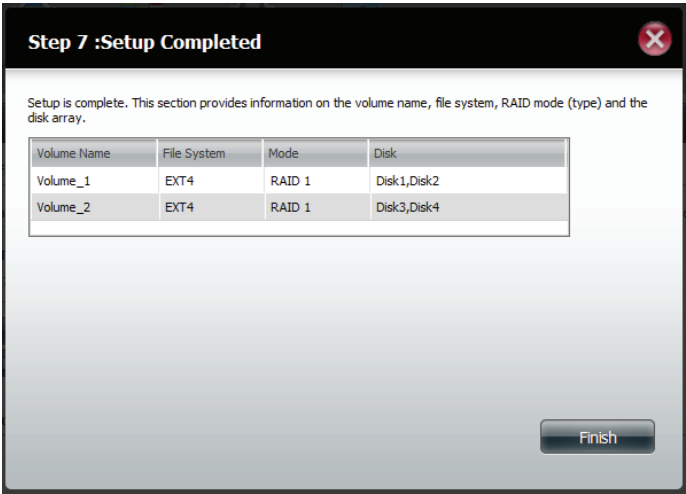 Step 7 :Setup Completed
Setup is complete. This section provides information on the volume name, file system, RAID mode (type) and the
disk array.
Volume Name File System Mode Disk
Volume_1 EXT4 RAID 1 Disk1,Disk2
Volume_2 EXT4 RAID 1 Disk3,Disk4
Finish